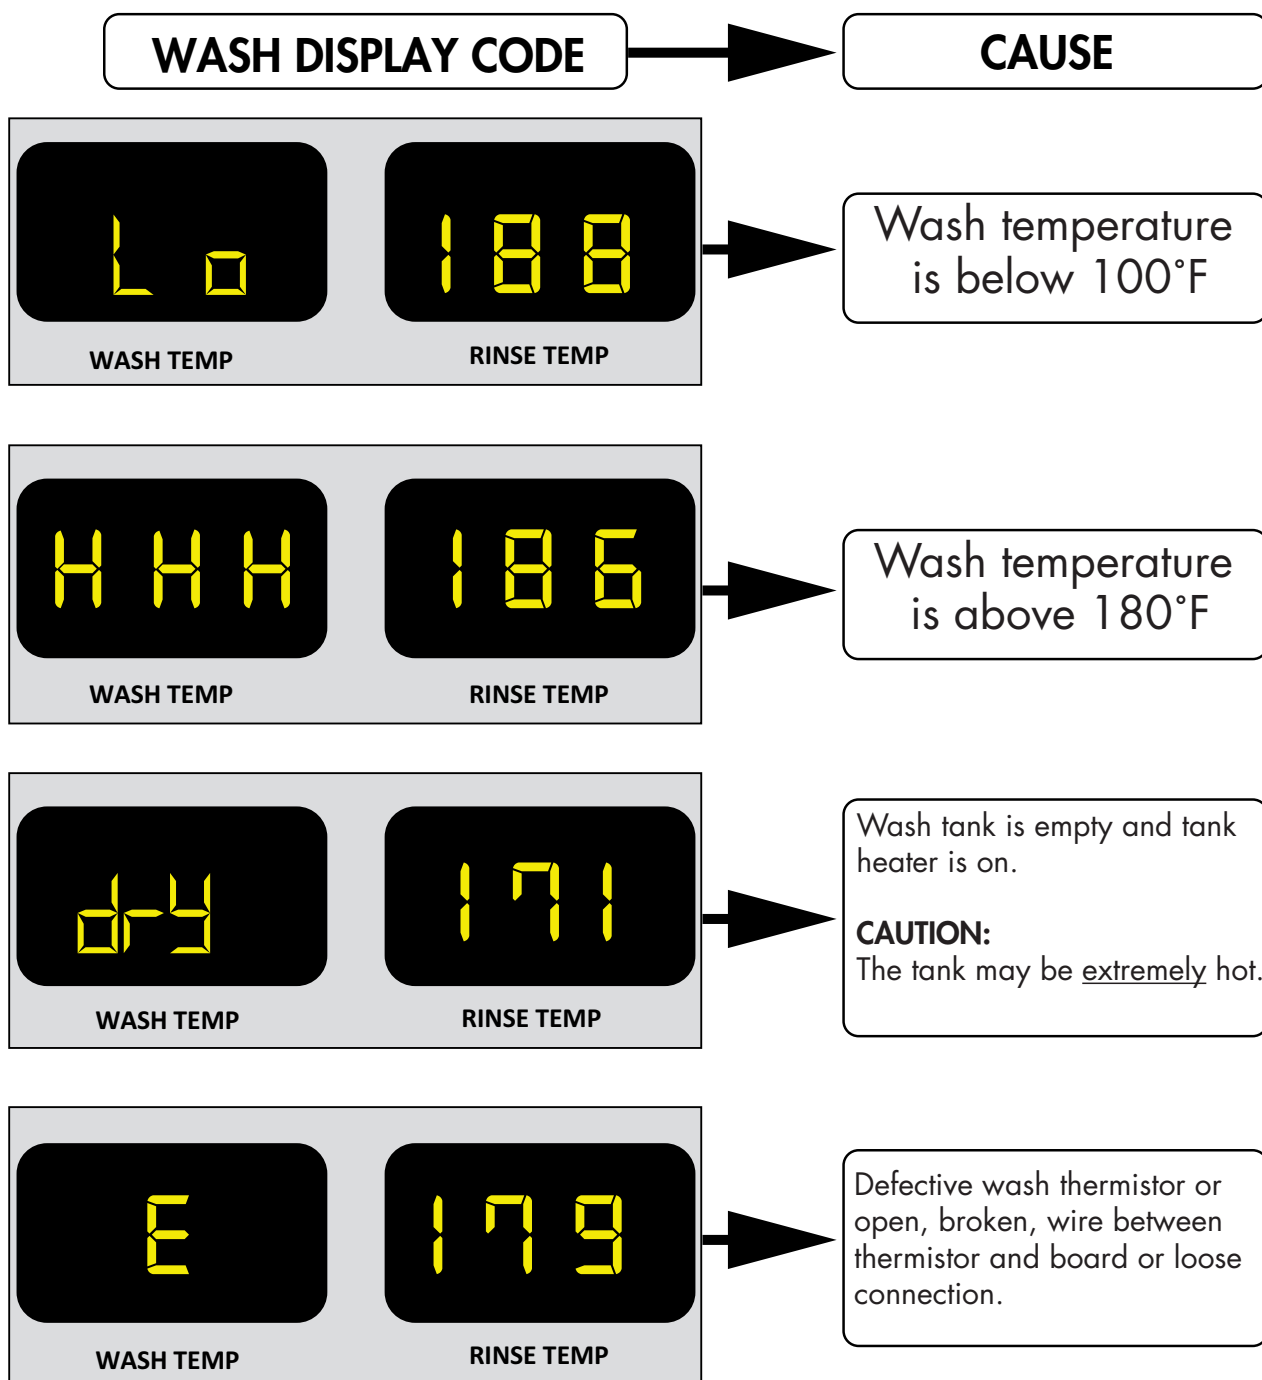 WASH DISPLAY CODE
CAUSE
Lo
188
WASH TEMP
RINSE TEMP
Wash temperature
is below 100°F
HHH
186
WASH TEMP
RINSE TEMP
Wash temperature
is above 180°F
dry
171
WASH TEMP
RINSE TEMP
Wash tank is empty and tank
heater is on.
CAUTION:
The tank may be extremely hot.
E
179
WASH TEMP
RINSE TEMP
Defective wash thermistor or
open, broken, wire between
thermistor and board or loose
connection.